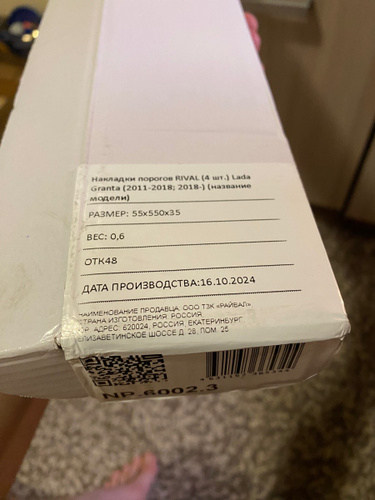 Накладки порогов RIVAL (4 шт.) Lada
Granta (2011-2018; 2018-) (название
модели)
РАЗМЕР: 55x550x35
ВЕС: 0,6
ОТК48
ДАТА ПРОИЗВОДСТВА:16.10.2024
НАИМЕНОВАНИЕ ПРОДАВЦА: ООО ТЗК «РАЙВАЛ»
СТРАНА ИЗГОТОВЛЕНИЯ: РОССИЯ
АДРЕС: 620024, РОССИЯ, ЕКАТЕРИНБУРГ
ЕЛИЗАВЕТИНСКОЕ ШОССЕ Д. 28, ПОМ. 25
NP.6002.3